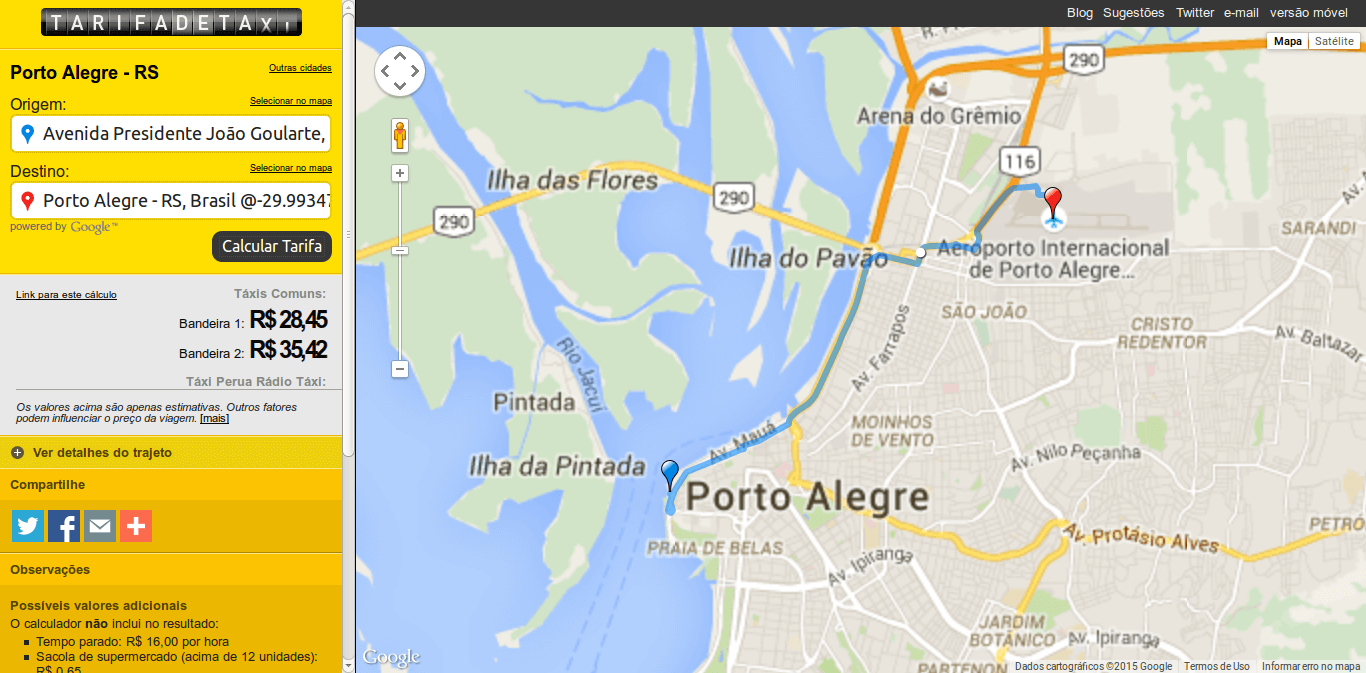 TARIFADETAXI
Porto Alegre - RS
Outras cidades
Origem:
Selecionar no mapa
Avenida Presidente João Goularte,
Destino:
Selecionar no mapa
Porto Alegre - RS, Brasil @-29.99347
powered by Google™
Calcular Tarifa
Link para este cálculo
Táxis Comuns:
Bandeira 1: R$ 28,45
Bandeira 2: R$ 35,42
Táxi Perua Rádio Táxi:
Os valores acima são apenas estimativas. Outros fatores
podem influenciar o preço da viagem. [mais]
Ver detalhes do trajeto
Compartilhe
Observações
Possíveis valores adicionais
O calculador não inclui no resultado:
Tempo parado: R$ 16,00 por hora
Sacola de supermercado (acima de 12 unidades):
R$ 0,65
Blog Sugestões Twitter e-mail versão móvel
Mapa Satélite
290
Arena do Grêmio
116
Ilha das Flores
290
290
Av.
SARANDI
Ilha do Pavão
Aeroporto Internacional
de Porto Alegre...
SÃO JOÃO
CRISTO
REDENTOR
Av. Baltazar
Av. Farrapos
Rio Jacuí
Pintada
MOINHOS
DE VENTO
Av. Mauá
Av. Nilo Peçanha
Ilha da Pintada
Porto Alegre
PETRÓ
Av. Protásio Alves
PRAIA DE BELAS
Av. Ipiranga
JARDIM
BOTÂNICO
Av. Ipiranga
PARTENON
Google
Dados cartográficos ©2015 Google Termos de Uso Informar erro no mapa